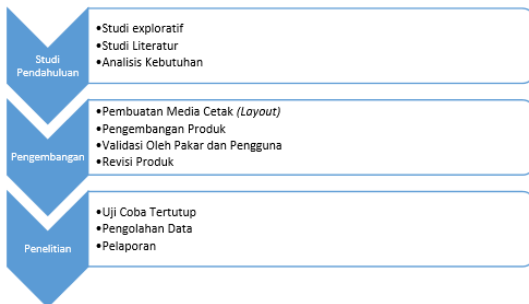 Studi
Pendahuluan
•Studi exploratif
•Studi Literatur
•Analisis Kebutuhan
Pengembangan
•Pembuatan Media Cetak (Layout)
•Pengembangan Produk
•Validasi Oleh Pakar dan Pengguna
•Revisi Produk
Penelitian
•Uji Coba Tertutup
•Pengolahan Data
•Pelaporan